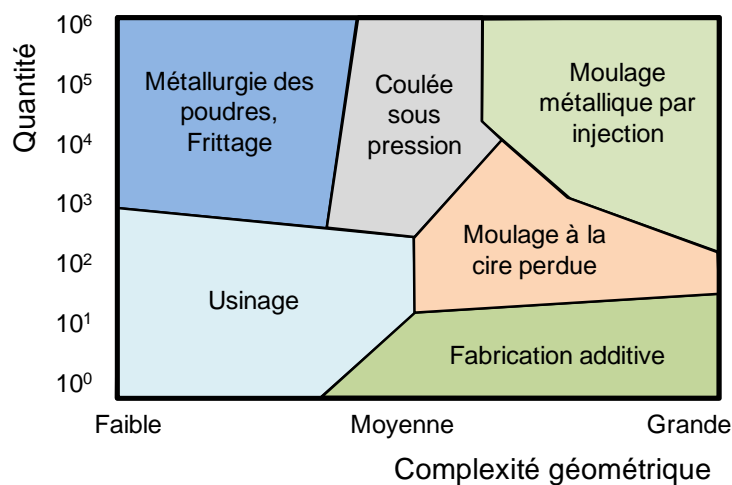 Quantité
10⁶
10⁵
10⁴
10³
10²
10¹
10⁰
Métallurgie des
poudres,
Frittage
Coulée
sous
pression
Moulage
métallique par
injection
Moulage à la
cire perdue
Usinage
Fabrication additive
Faible
Moyenne
Grande
Complexité géométrique